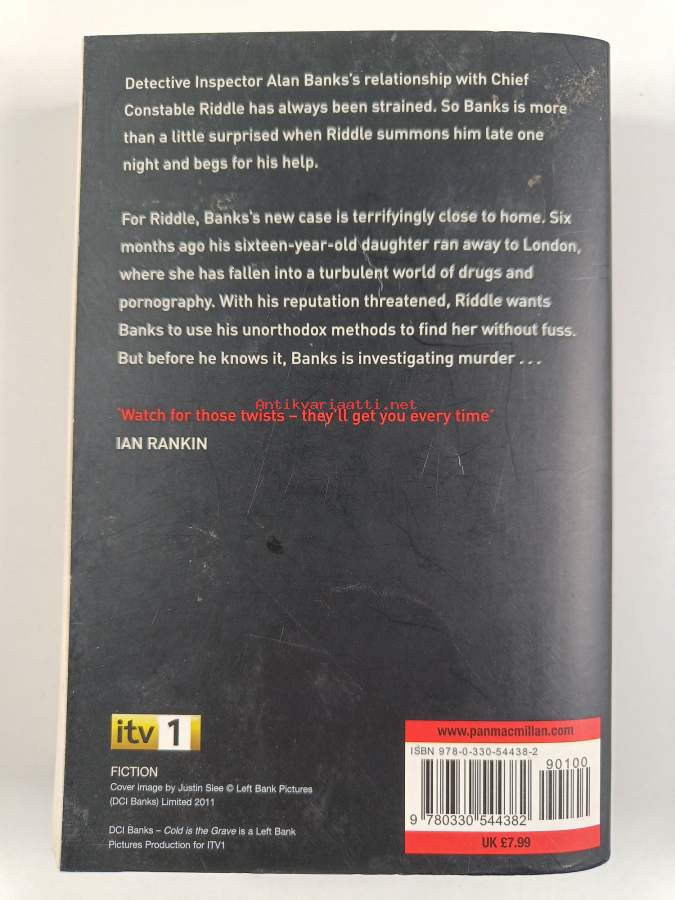 Detective Inspector Alan Banks's relationship with Chief
Constable Riddle has always been strained. So Banks is more
than a little surprised when Riddle summons him late one
night and begs for his help.
For Riddle, Banks's new case is terrifyingly close to home. Six
months ago his sixteen-year-old daughter ran away to London,
where she has fallen into a turbulent world of drugs and
pornography. With his reputation threatened, Riddle wants
Banks to use his unorthodox methods to find her without fuss.
But before he knows it, Banks is investigating murder . . .
Antikvariaatti.net
"Watch for those twists – they'll get you every time"
IAN RANKIN
itv 1
FICTION
Cover image by Justin Slee © Left Bank Pictures
(DCI Banks) Limited 2011
DCI Banks – Cold is the Grave is a Left Bank
Pictures Production for ITV1
www.panmacmillan.com
ISBN 978-0-330-54438-2
90100
9 780330 544382
UK £7.99